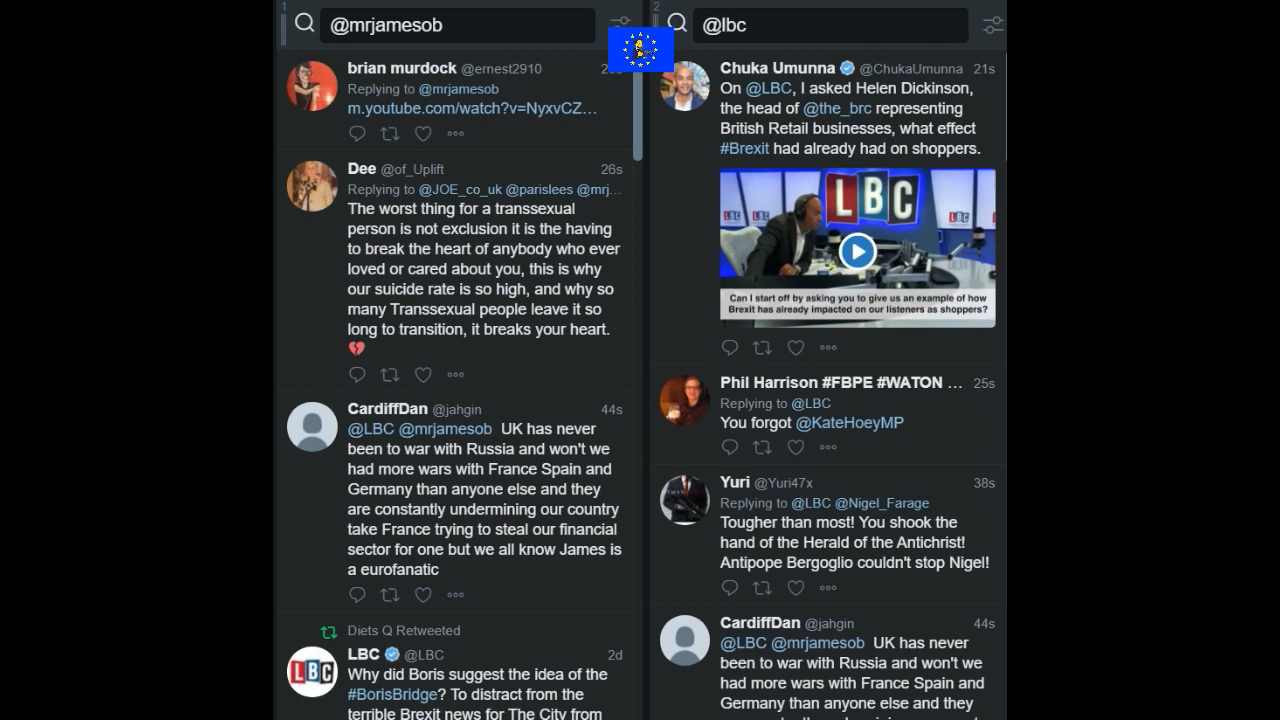 1
@mrjamesob
brian murdock @ernest2910
Replying to @mrjamesob
m.youtube.com/watch?v=NyxvCZ…
Dee @of_Uplift 26s
Replying to @JOE_co_uk @parislees @mrj…
The worst thing for a transsexual
person is not exclusion it is the having
to break the heart of anybody who ever
loved or cared about you, this is why
our suicide rate is so high, and why so
many Transsexual people leave it so
long to transition, it breaks your heart.
💔
CardiffDan @jahgin 44s
@LBC @mrjamesob UK has never
been to war with Russia and won't we
had more wars with France Spain and
Germany than anyone else and they
are constantly undermining our country
take France trying to steal our financial
sector for one but we all know James is
a eurofanatic
Diets Q Retweeted
LBC @LBC 2d
LBC
Why did Boris suggest the idea of the
#BorisBridge? To distract from the
terrible Brexit news for The City from
2
@lbc
Chuka Umunna @ChukaUmunna 21s
On @LBC, I asked Helen Dickinson,
the head of @the_brc representing
British Retail businesses, what effect
#Brexit had already had on shoppers.
LBC
LBC LBC LBC
Can I start off by asking you to give us an example of how
Brexit has already impacted on our listeners as shoppers?
Phil Harrison #FBPE #WATON … 25s
Replying to @LBC
You forgot @KateHoeyMP
Yuri @Yuri47x 38s
Replying to @LBC @Nigel_Farage
Tougher than most! You shook the
hand of the Herald of the Antichrist!
Antipope Bergoglio couldn't stop Nigel!
CardiffDan @jahgin 44s
@LBC @mrjamesob UK has never
been to war with Russia and won't we
had more wars with France Spain and
Germany than anyone else and they